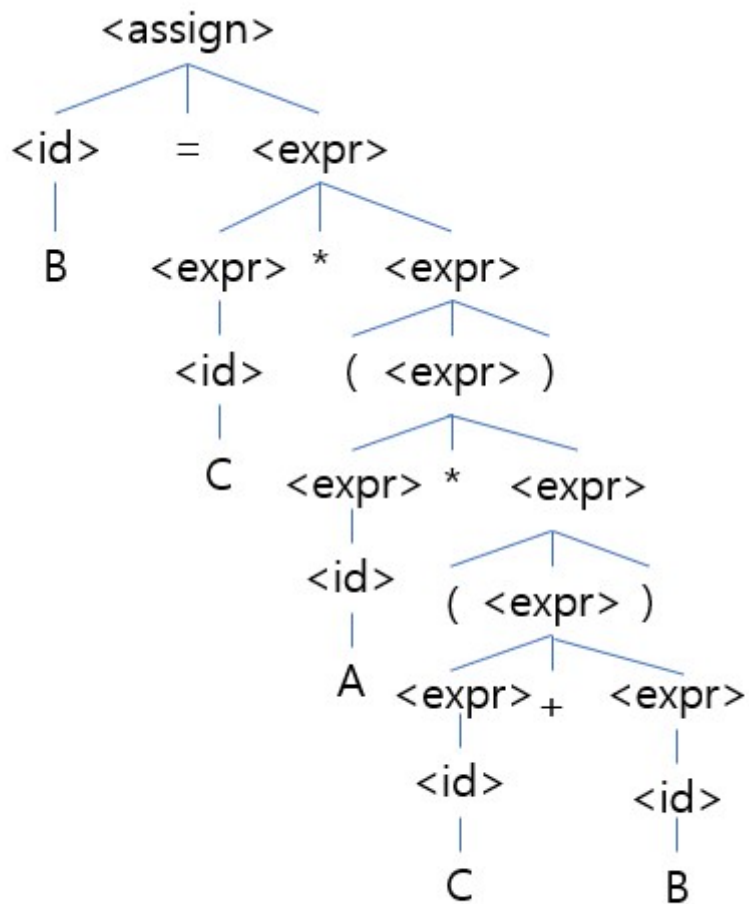 <assign>
<id> = <expr>
B <expr> * <expr>
<id> ( <expr> )
C <expr> * <expr>
<id> ( <expr> )
A <expr> + <expr>
<id> <id>
C B